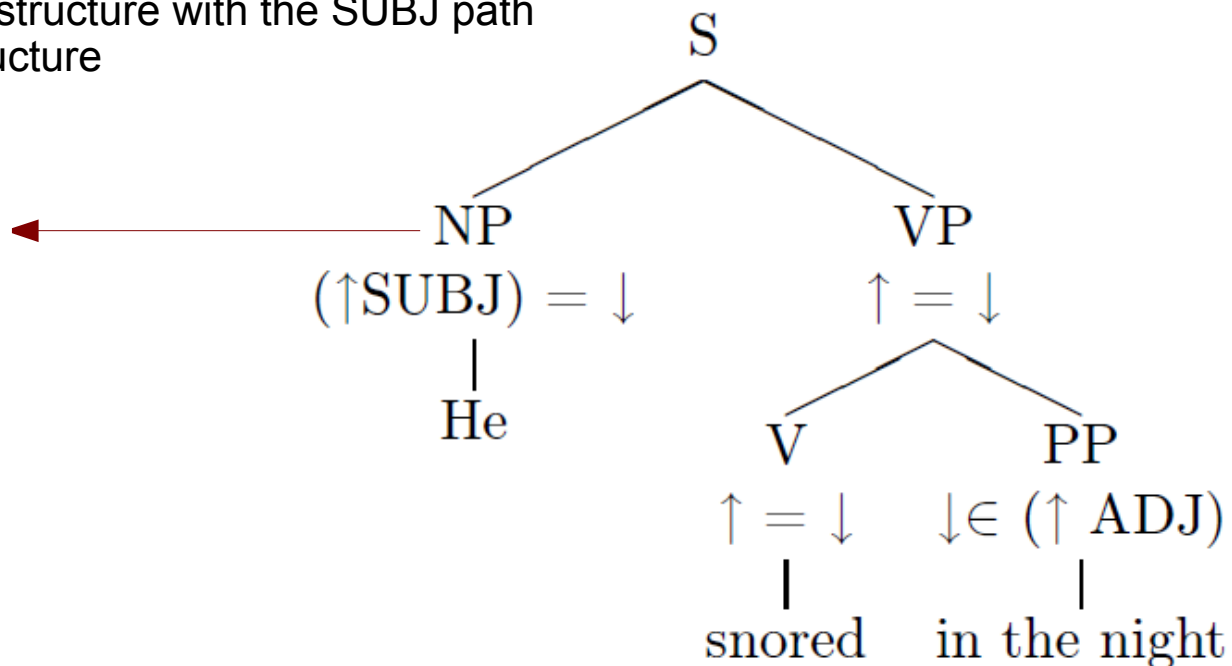 structure with the SUBJ path
ucture
S
NP VP
(↑SUBJ) = ↓ ↑ = ↓
He
V PP
↑ = ↓ ↓∈ (↑ ADJ)
snored in the night